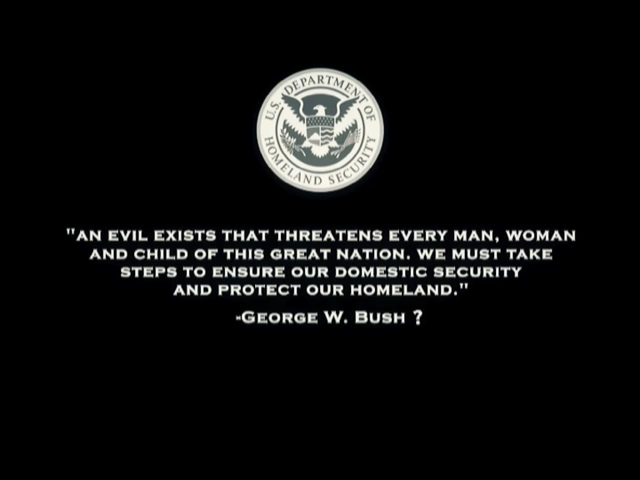 U.S. DEPARTMENT OF
HOMELAND SECURITY
"AN EVIL EXISTS THAT THREATENS EVERY MAN, WOMAN
AND CHILD OF THIS GREAT NATION. WE MUST TAKE
STEPS TO ENSURE OUR DOMESTIC SECURITY
AND PROTECT OUR HOMELAND."
-GEORGE W. BUSH ?